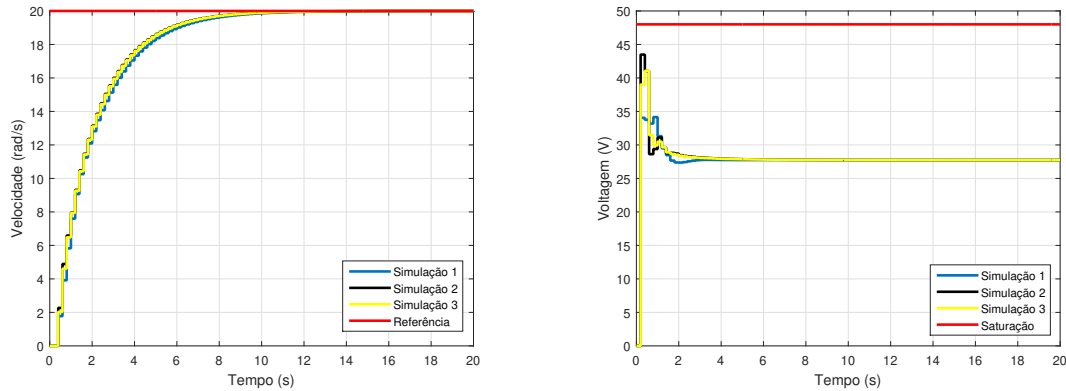 Velocidade (rad/s)
20
18
16
14
12
10
8
6
4
2
0
0 2 4 6 8 10 12 14 16 18 20
Tempo (s)
Simulação 1
Simulação 2
Simulação 3
Referência
Voltagem (V)
50
45
40
35
30
25
20
15
10
5
0
0 2 4 6 8 10 12 14 16 18 20
Tempo (s)
Simulação 1
Simulação 2
Simulação 3
Saturação